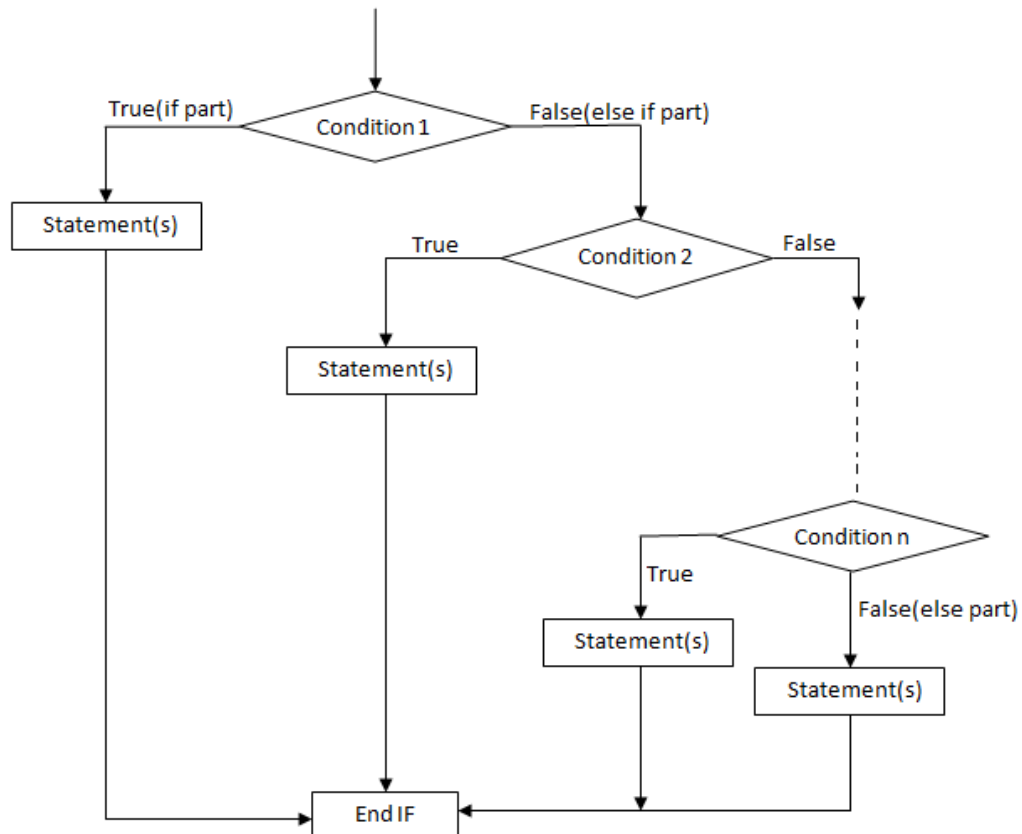 True(if part)
Condition 1
False(else if part)
Statement(s)
True
Condition 2
False
Statement(s)
Condition n
True
False(else part)
Statement(s)
Statement(s)
End IF